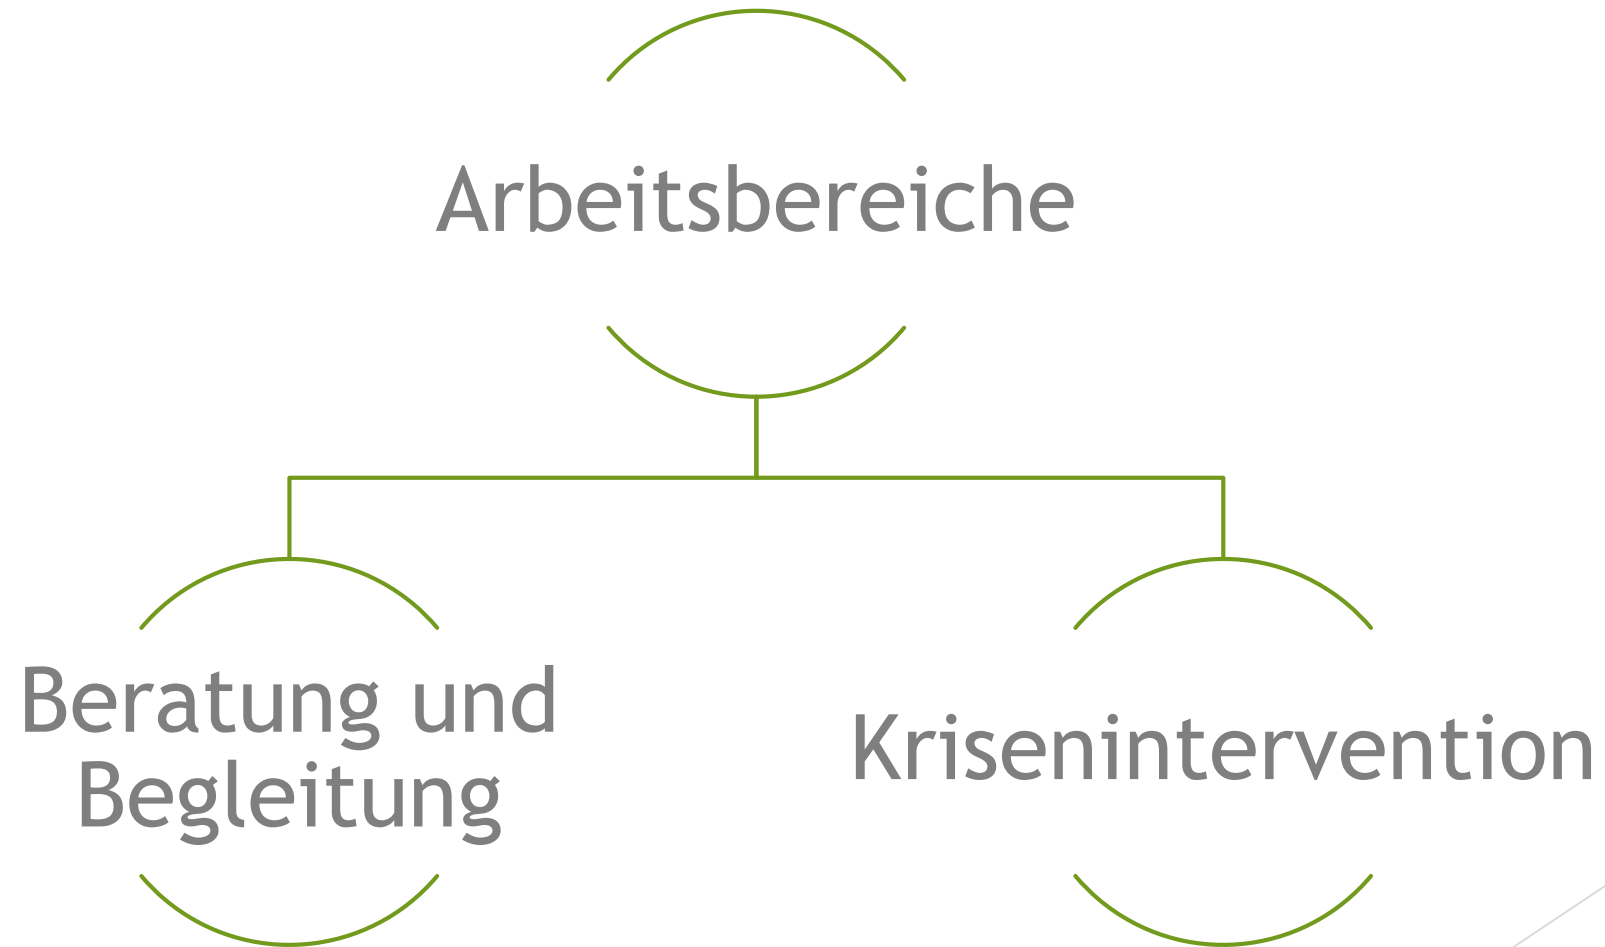 Arbeitsbereiche
Beratung und
Begleitung
Krisenintervention